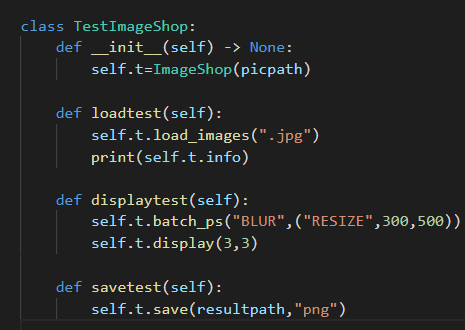 class TestImageShop:
    def __init__(self) -> None:
        self.t=ImageShop(picpath)

    def loadtest(self):
        self.t.load_images(".jpg")
        print(self.t.info)

    def displaytest(self):
        self.t.batch_ps("BLUR",("RESIZE",300,500))
        self.t.display(3,3)

    def savetest(self):
        self.t.save(resultpath,"png")